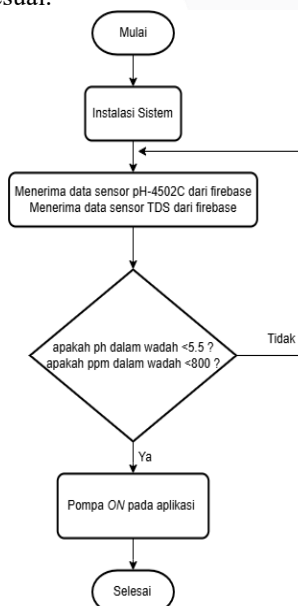 Mulai
Instalasi Sistem
Menerima data sensor pH-4502C dari firebase
Menerima data sensor TDS dari firebase
apakah ph dalam wadah <5.5 ?
apakah ppm dalam wadah <800 ?
Tidak
Ya
Pompa ON pada aplikasi
Selesai